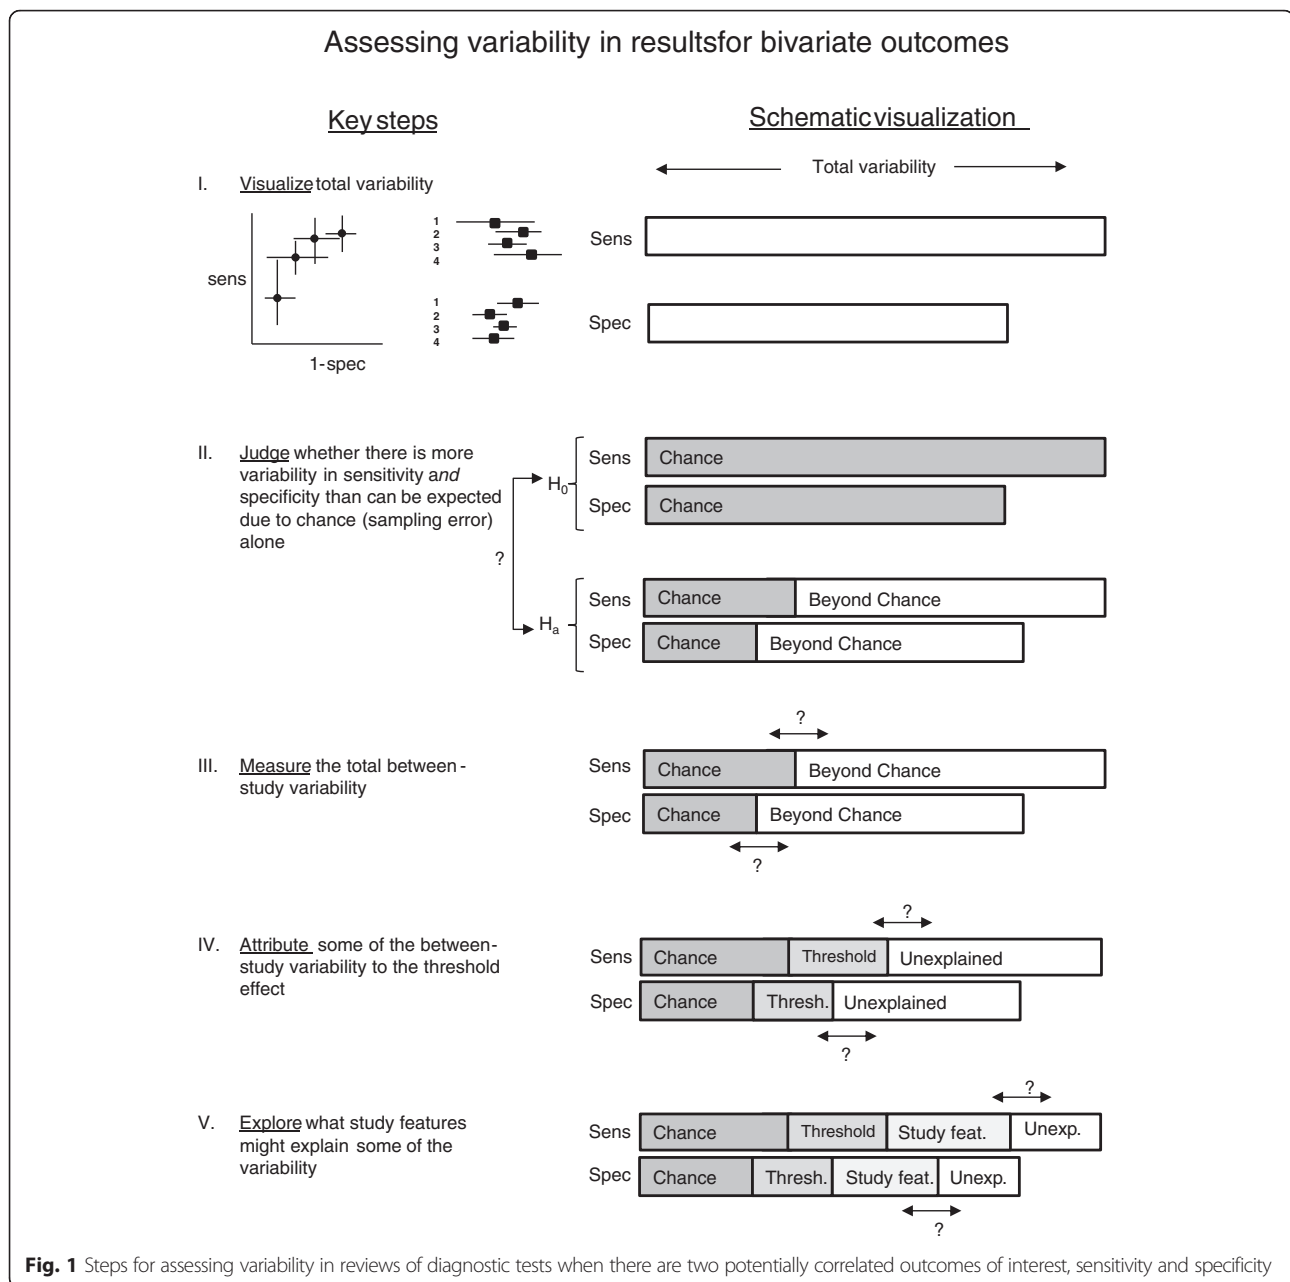 Assessing variability in resultsfor bivariate outcomes
Key steps
Schematic visualization
Total variability
I. Visualize total variability
sens
1-spec
1
2
3
4
1
2
3
4
Sens
Spec
II. Judge whether there is more
variability in sensitivity and
specificity than can be expected
due to chance (sampling error)
alone
?
H0
Sens Chance
Spec Chance
Ha
Sens Chance Beyond Chance
Spec Chance Beyond Chance
III. Measure the total between-
study variability
?
Sens Chance Beyond Chance
Spec Chance Beyond Chance
?
IV. Attribute some of the between-
study variability to the threshold
effect
?
Sens Chance Threshold Unexplained
Spec Chance Thresh. Unexplained
?
V. Explore what study features
might explain some of the
variability
?
Sens Chance Threshold Study feat. Unexp.
Spec Chance Thresh. Study feat. Unexp.
?
Fig. 1 Steps for assessing variability in reviews of diagnostic tests when there are two potentially correlated outcomes of interest, sensitivity and specificity